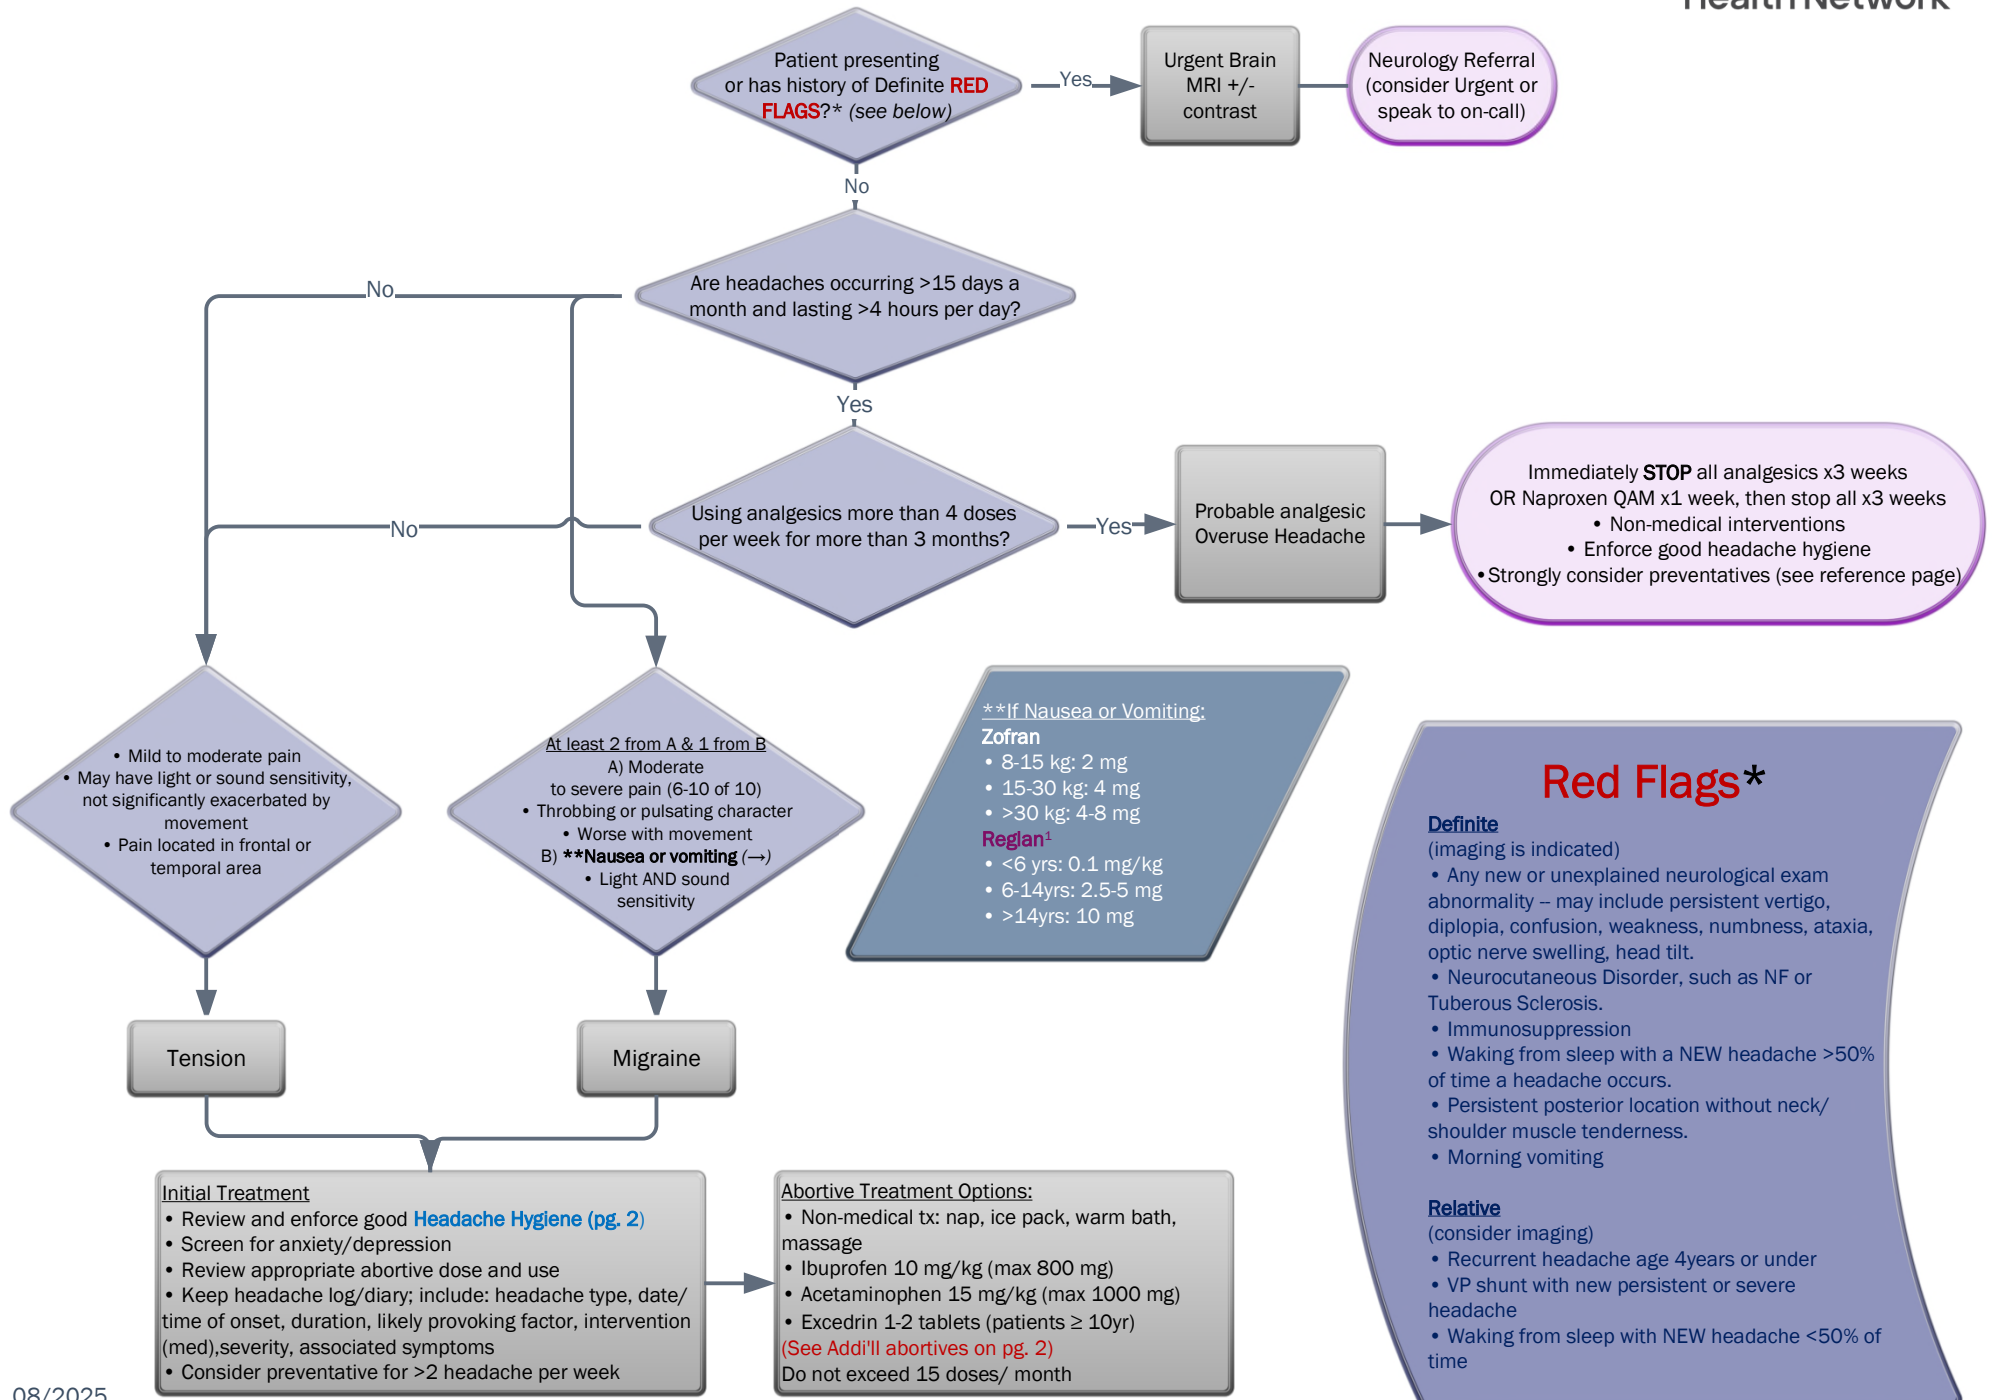 Health Network
Patient presenting
or has history of Definite RED
FLAGS?* (see below)
Yes
Urgent Brain
MRI +/-
contrast
Neurology Referral
(consider Urgent or
speak to on-call)
No
Are headaches occurring >15 days a
month and lasting >4 hours per day?
No
Yes
Using analgesics more than 4 doses
per week for more than 3 months?
No
Yes
Probable analgesic
Overuse Headache
Immediately STOP all analgesics x3 weeks
OR Naproxen QAM x1 week, then stop all x3 weeks
• Non-medical interventions
• Enforce good headache hygiene
•Strongly consider preventatives (see reference page)
• Mild to moderate pain
• May have light or sound sensitivity,
not significantly exacerbated by
movement
• Pain located in frontal or
temporal area
At least 2 from A & 1 from B
A) Moderate
to severe pain (6-10 of 10)
• Throbbing or pulsating character
• Worse with movement
B) **Nausea or vomiting (→)
• Light AND sound
sensitivity
**If Nausea or Vomiting:
Zofran
• 8-15 kg: 2 mg
• 15-30 kg: 4 mg
• >30 kg: 4-8 mg
Reglan¹
• <6 yrs: 0.1 mg/kg
• 6-14yrs: 2.5-5 mg
• >14yrs: 10 mg
Red Flags*
Definite
(imaging is indicated)
• Any new or unexplained neurological exam
abnormality -- may include persistent vertigo,
diplopia, confusion, weakness, numbness, ataxia,
optic nerve swelling, head tilt.
• Neurocutaneous Disorder, such as NF or
Tuberous Sclerosis.
• Immunosuppression
• Waking from sleep with a NEW headache >50%
of time a headache occurs.
• Persistent posterior location without neck/
shoulder muscle tenderness.
• Morning vomiting
Relative
(consider imaging)
• Recurrent headache age 4years or under
• VP shunt with new persistent or severe
headache
• Waking from sleep with NEW headache <50% of
time
Tension
Migraine
Initial Treatment
• Review and enforce good Headache Hygiene (pg. 2)
• Screen for anxiety/depression
• Review appropriate abortive dose and use
• Keep headache log/diary; include: headache type, date/
time of onset, duration, likely provoking factor, intervention
(med),severity, associated symptoms
• Consider preventative for >2 headache per week
Abortive Treatment Options:
• Non-medical tx: nap, ice pack, warm bath,
massage
• Ibuprofen 10 mg/kg (max 800 mg)
• Acetaminophen 15 mg/kg (max 1000 mg)
• Excedrin 1-2 tablets (patients ≥ 10yr)
(See Addi'll abortives on pg. 2)
Do not exceed 15 doses/ month
08/2025